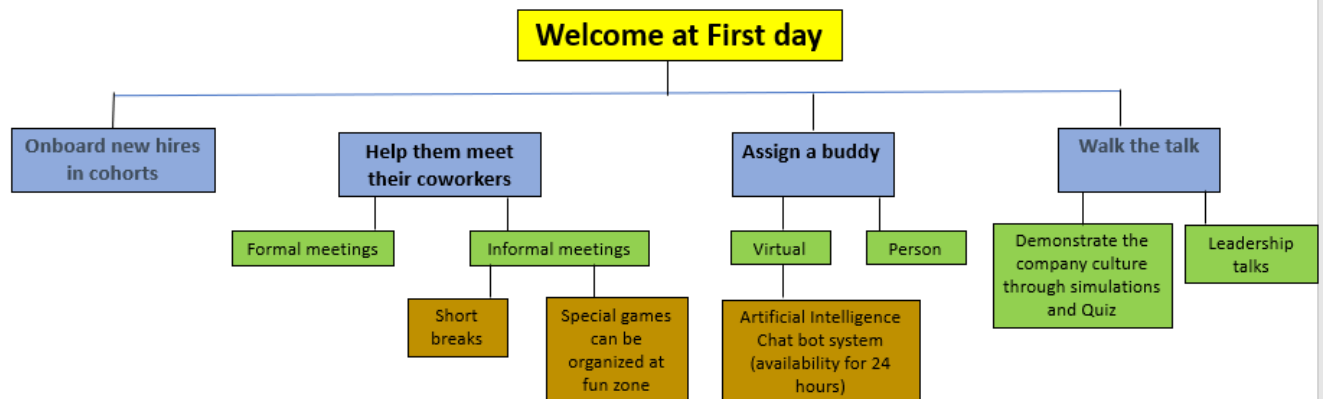 Welcome at First day
Onboard new hires
in cohorts
Help them meet
their coworkers
Assign a buddy
Walk the talk
Formal meetings
Informal meetings
Virtual
Person
Demonstrate the
company culture
through simulations
and Quiz
Leadership
talks
Short
breaks
Special games
can be
organized at
fun zone
Artificial Intelligence
Chat bot system
(availability for 24
hours)